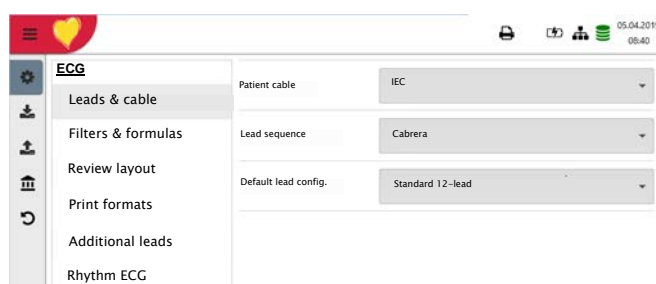 05.04.2019
08:40
ECG
Leads & cable
Filters & formulas
Review layout
Print formats
Additional leads
Rhythm ECG
Patient cable
IEC
Lead sequence
Cabrera
Default lead config.
Standard 12-lead